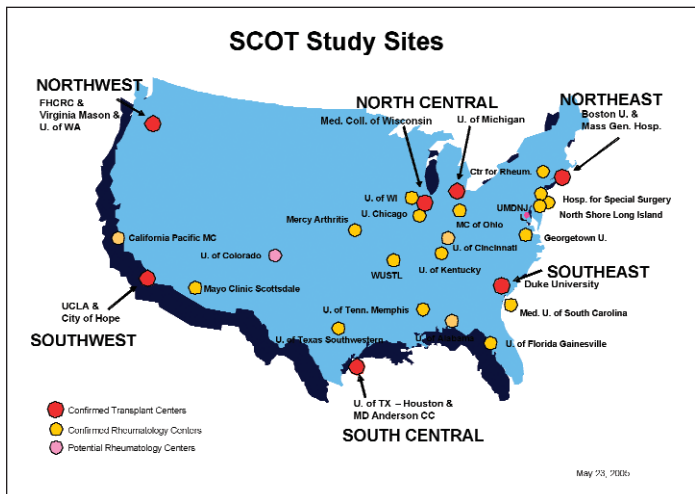 SCOT Study Sites
NORTHWEST
FHCRC &
Virginia Mason &
U. of WA
NORTH CENTRAL
Med. Coll. of Wisconsin
U. of Michigan
NORTHEAST
Boston U. &
Mass Gen. Hosp.
Ctr for Rheum.
U. of WI
U. Chicago
Mercy Arthritis
MC of Ohio
UMDNJ
Hosp. for Special Surgery
North Shore Long Island
Georgetown U.
California Pacific MC
U. of Colorado
U. of Cincinnati
WUSTL
U. of Kentucky
SOUTHEAST
Duke University
Mayo Clinic Scottsdale
UCLA &
City of Hope
SOUTHWEST
U. of Tenn. Memphis
Med. U. of South Carolina
U. of Texas Southwestern
U. of Florida Gainesville
U. of TX – Houston &
MD Anderson CC
SOUTH CENTRAL
Confirmed Transplant Centers
Confirmed Rheumatology Centers
Potential Rheumatology Centers
May 23, 2005